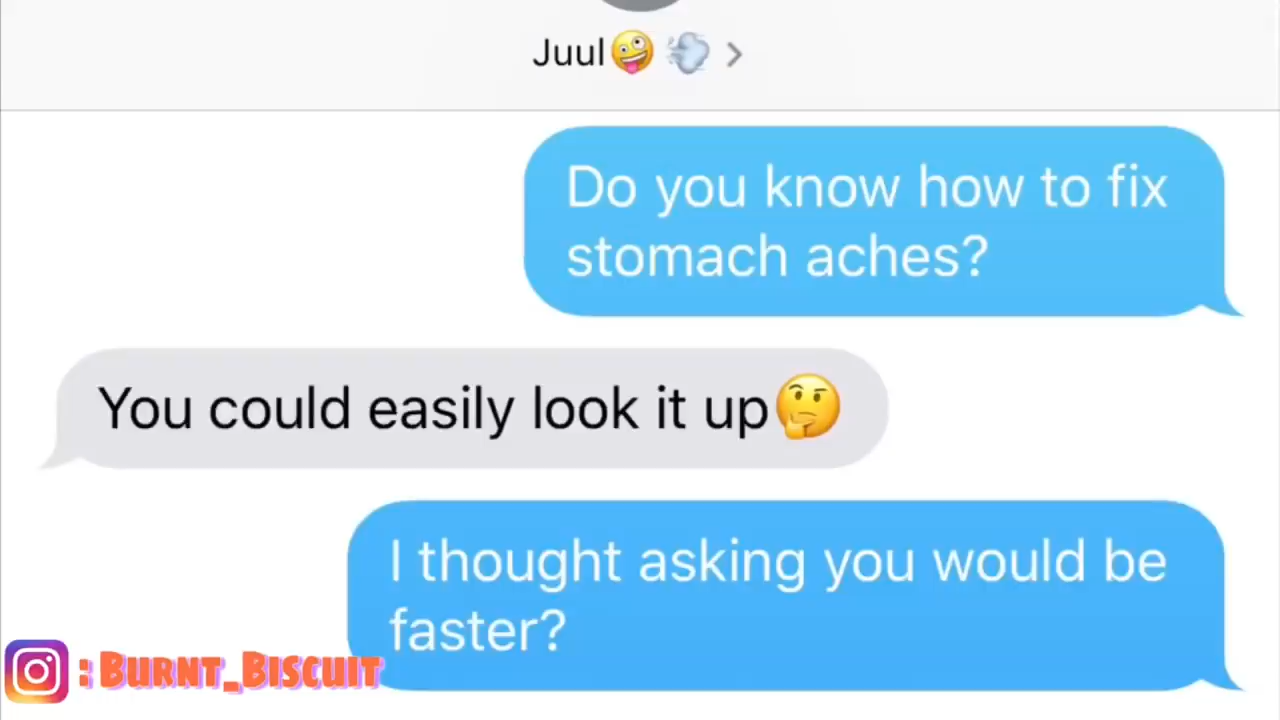 Juul🤪💨 >
Do you know how to fix
stomach aches?
You could easily look it up🤔
I thought asking you would be
faster?
: Burnt_Biscuit